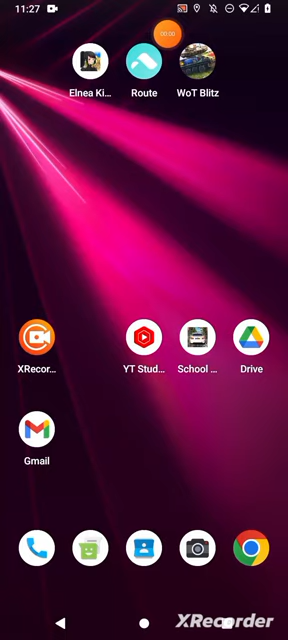 11:27
00:00
Elnea Ki...
Route
WoT Blitz
XRecor...
YT Stud...
School ...
Drive
Gmail
XRecorder